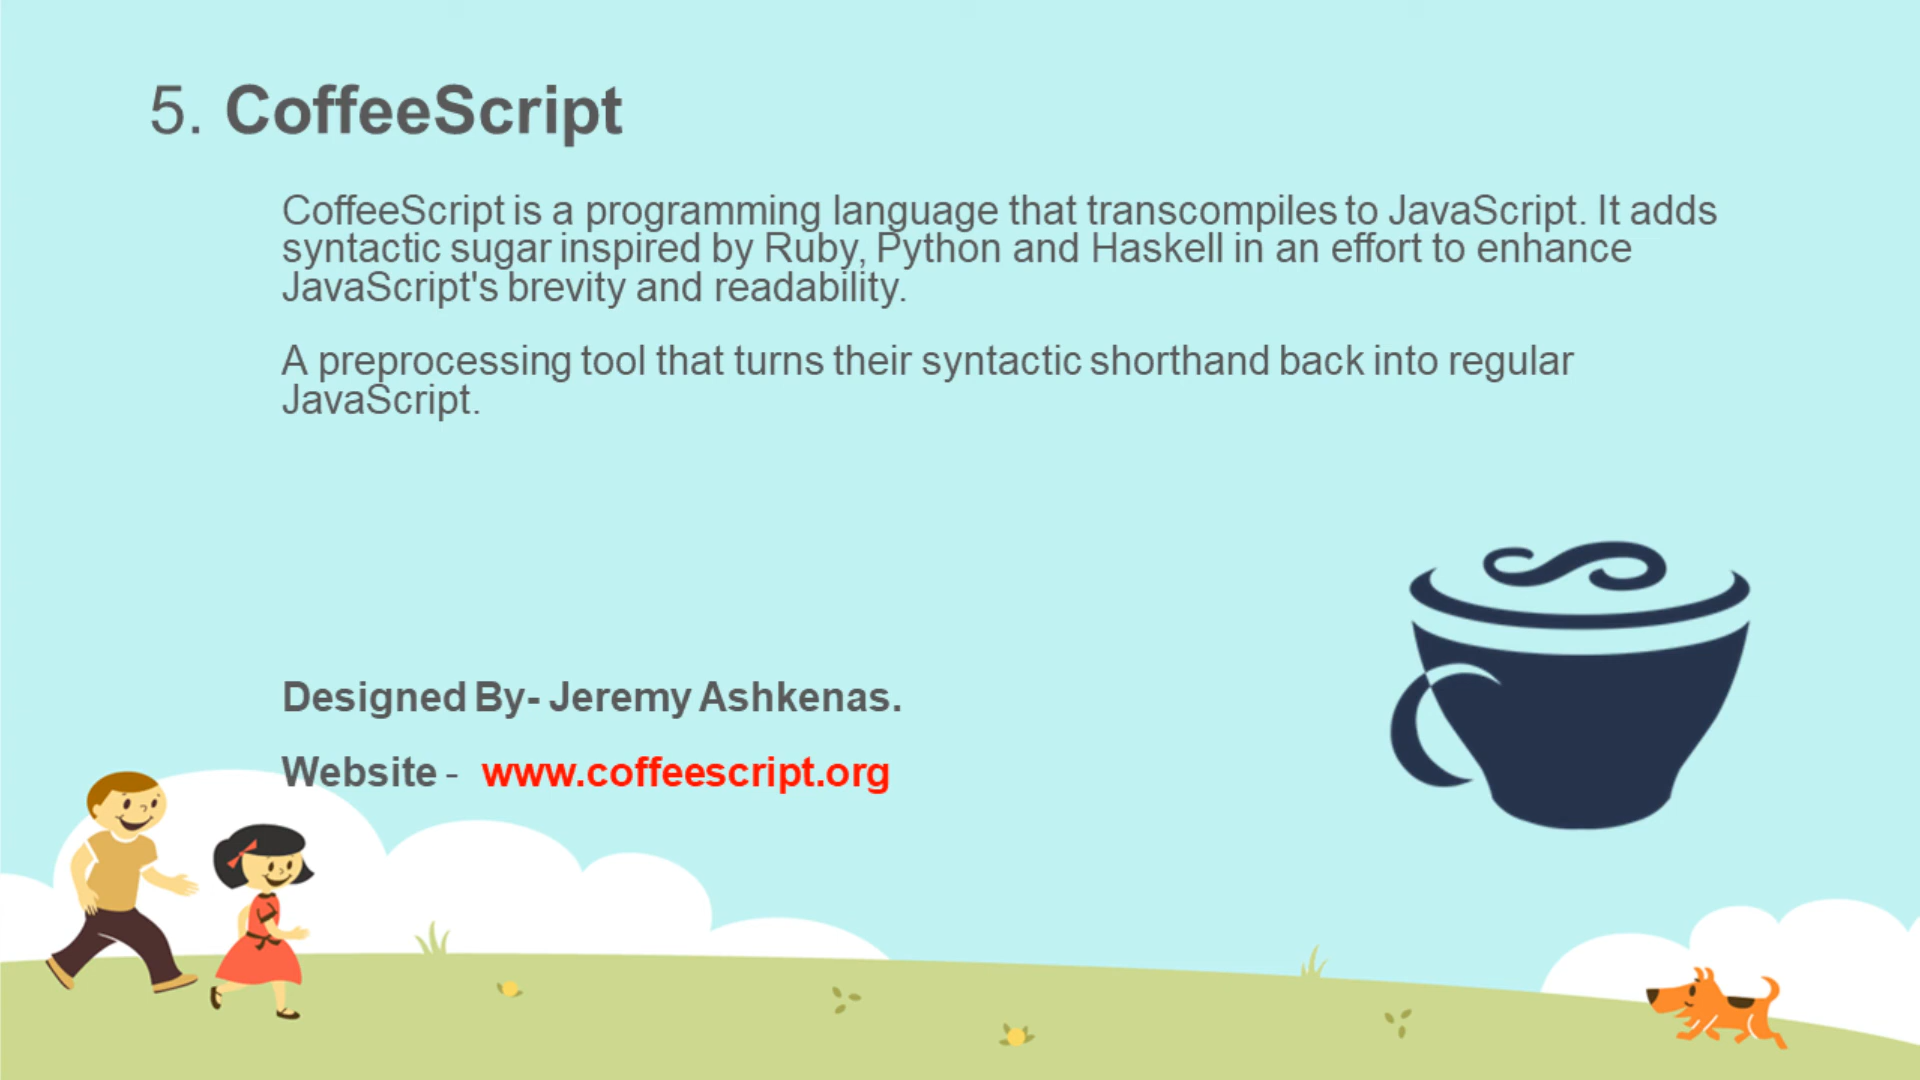 5. CoffeeScript
CoffeeScript is a programming language that transcompiles to JavaScript. It adds
syntactic sugar inspired by Ruby, Python and Haskell in an effort to enhance
JavaScript's brevity and readability.
A preprocessing tool that turns their syntactic shorthand back into regular
JavaScript.
Designed By- Jeremy Ashkenas.
Website - www.coffeescript.org